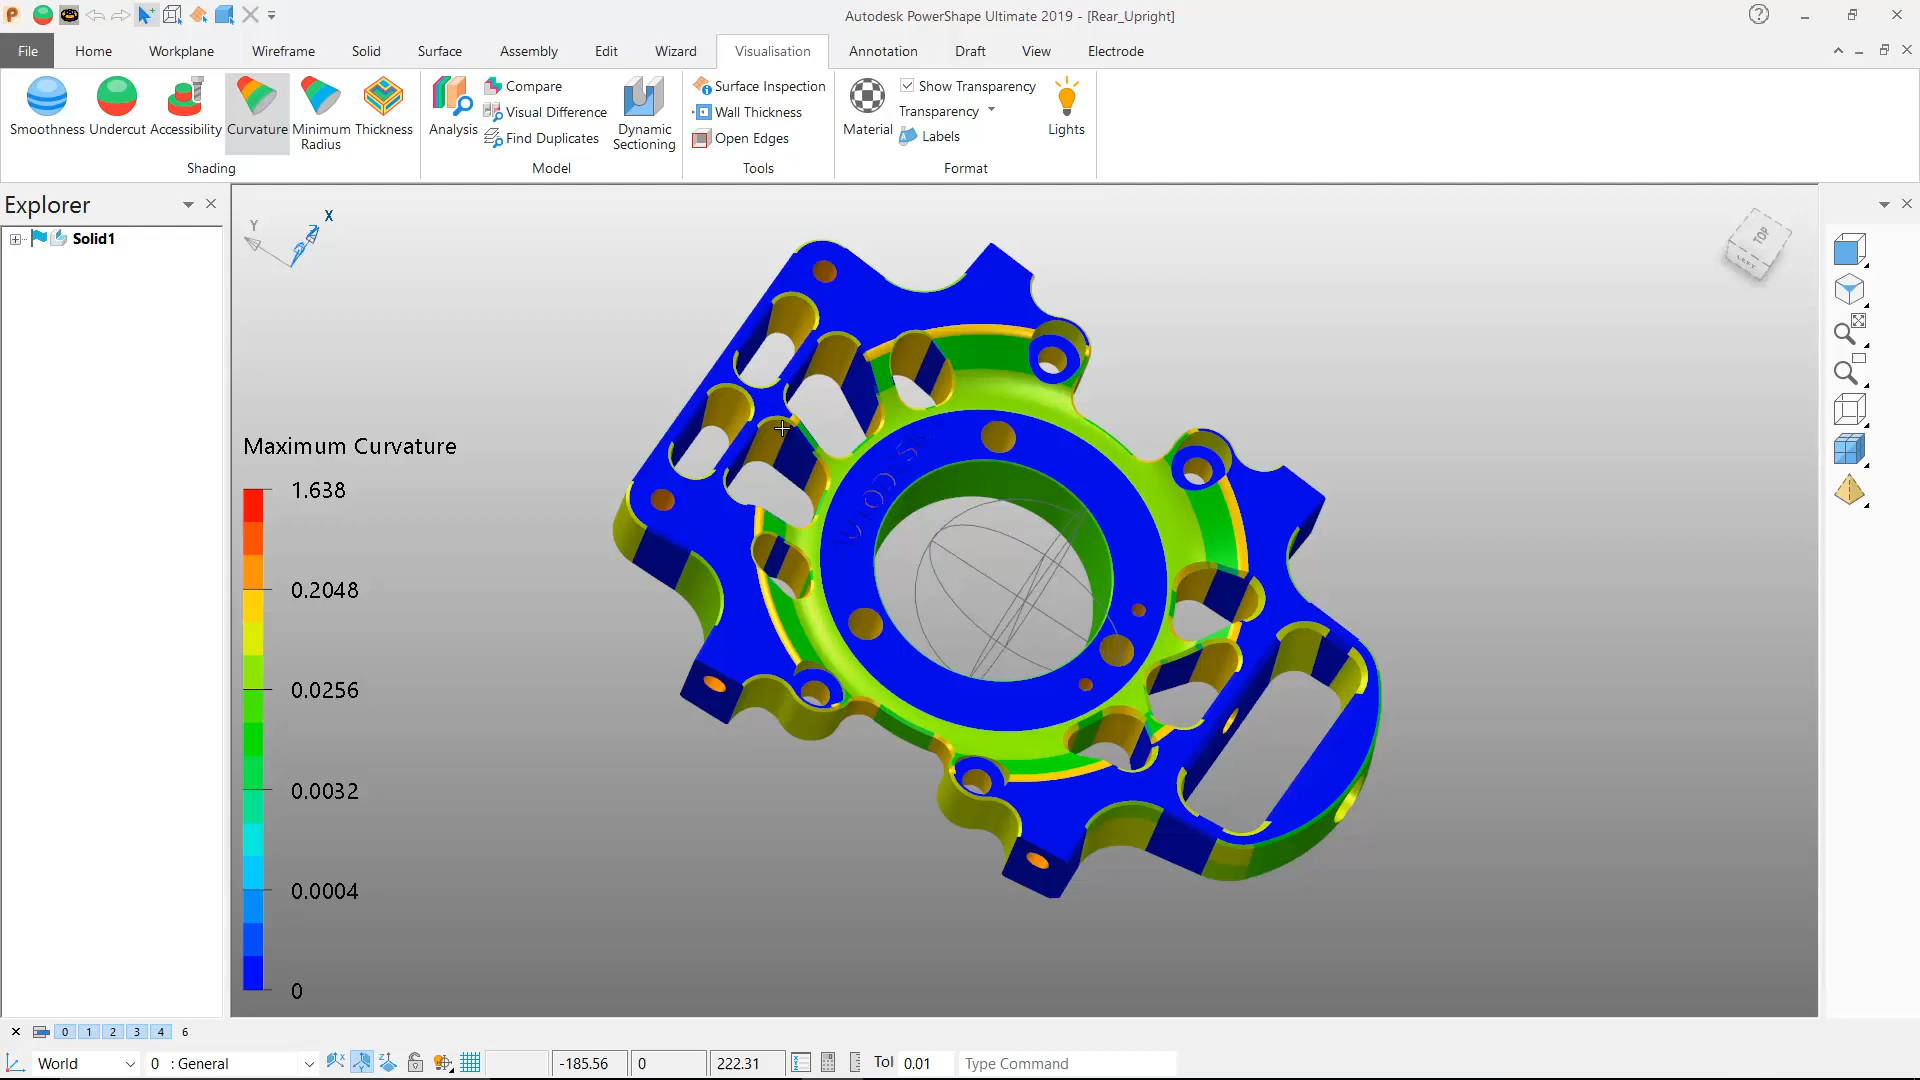 Autodesk PowerShape Ultimate 2019 - [Rear_Upright]
File Home Workplane Wireframe Solid Surface Assembly Edit Wizard Visualisation Annotation Draft View Electrode
Smoothness Undercut Accessibility Curvature Minimum Radius Thickness
Shading
Analysis Compare
Visual Difference
Find Duplicates
Dynamic Sectioning
Model
Surface Inspection
Wall Thickness
Open Edges
Tools
Material Show Transparency
Transparency
Labels
Lights
Format
Explorer
Solid1
X
Y
Z
TOP
LEFT
Maximum Curvature
1.638
0.2048
0.0256
0.0032
0.0004
0
0 1 2 3 4 6
World 0 : General -185.56 0 222.31 Tol 0.01 Type Command